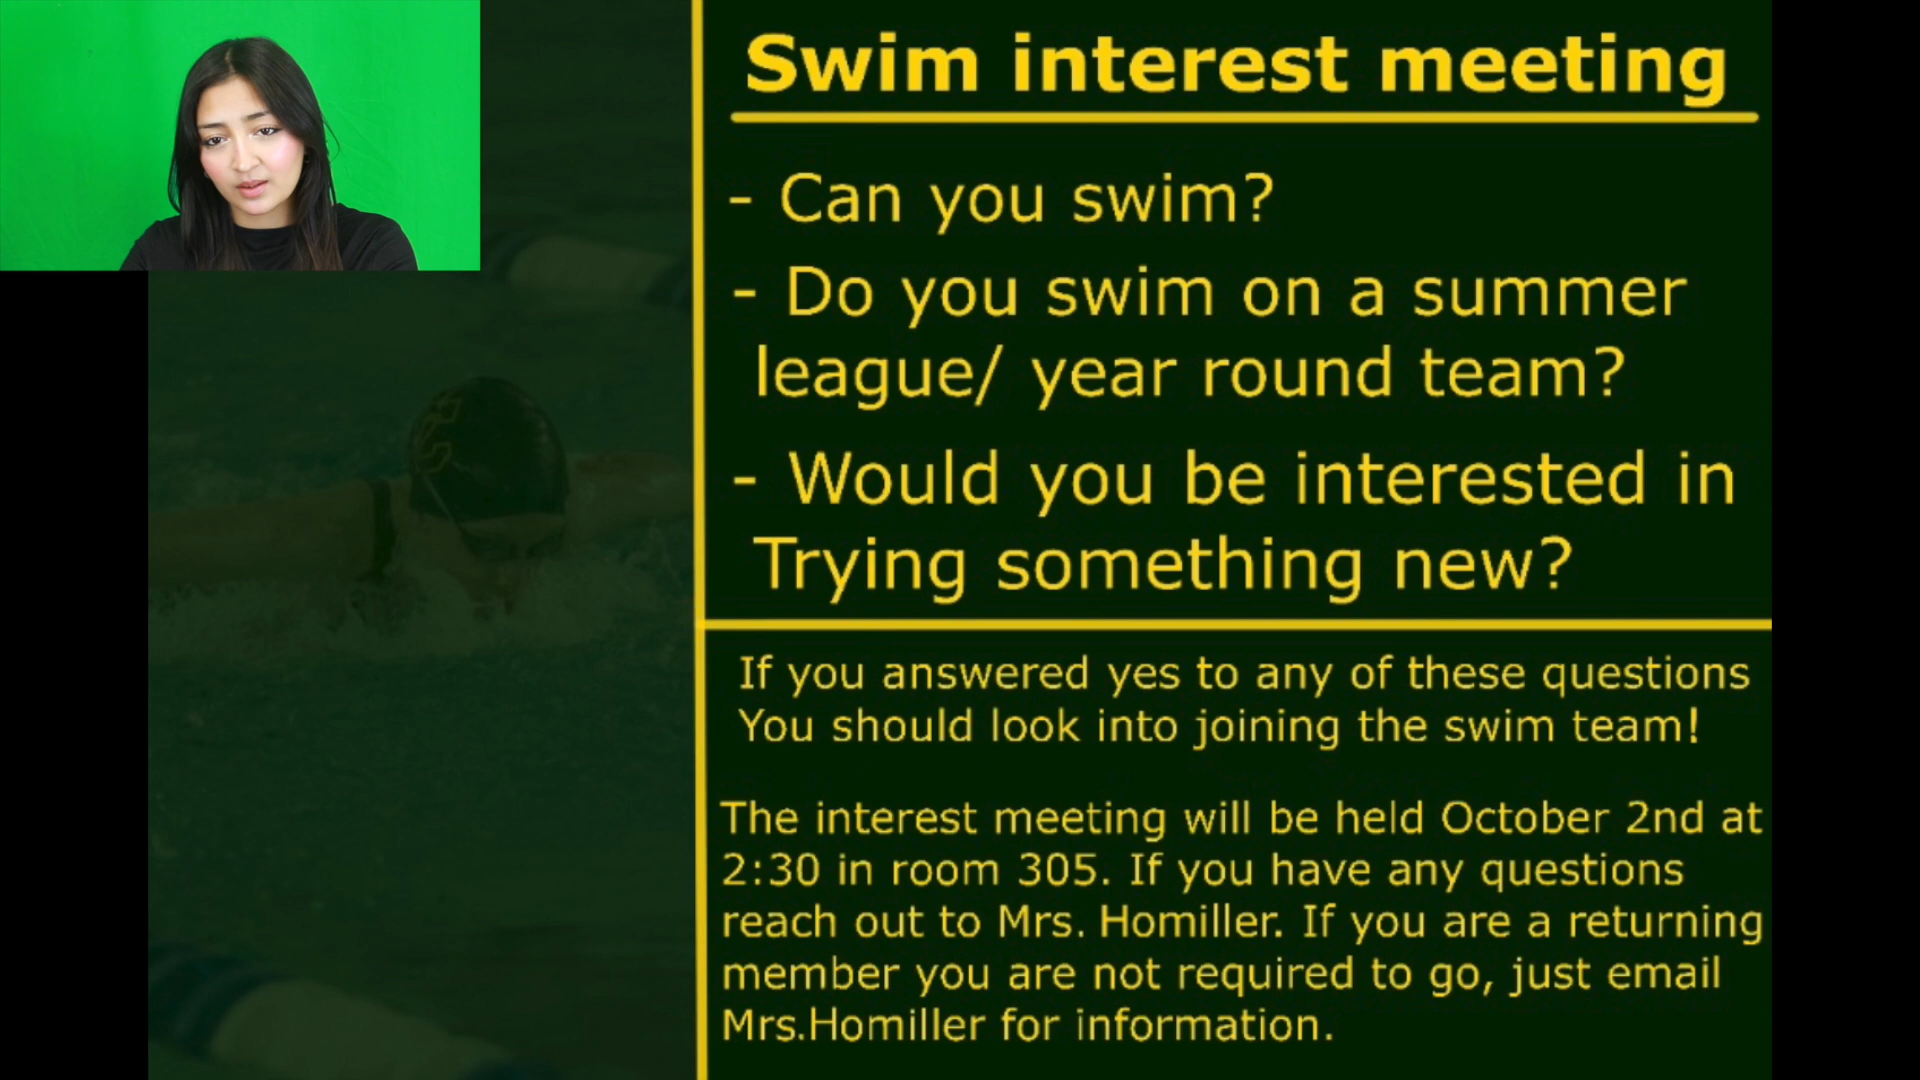 Swim interest meeting
- Can you swim?
- Do you swim on a summer
league/ year round team?
- Would you be interested in
Trying something new?
If you answered yes to any of these questions
You should look into joining the swim team!
The interest meeting will be held October 2nd at
2:30 in room 305. If you have any questions
reach out to Mrs. Homiller. If you are a returning
member you are not required to go, just email
Mrs.Homiller for information.